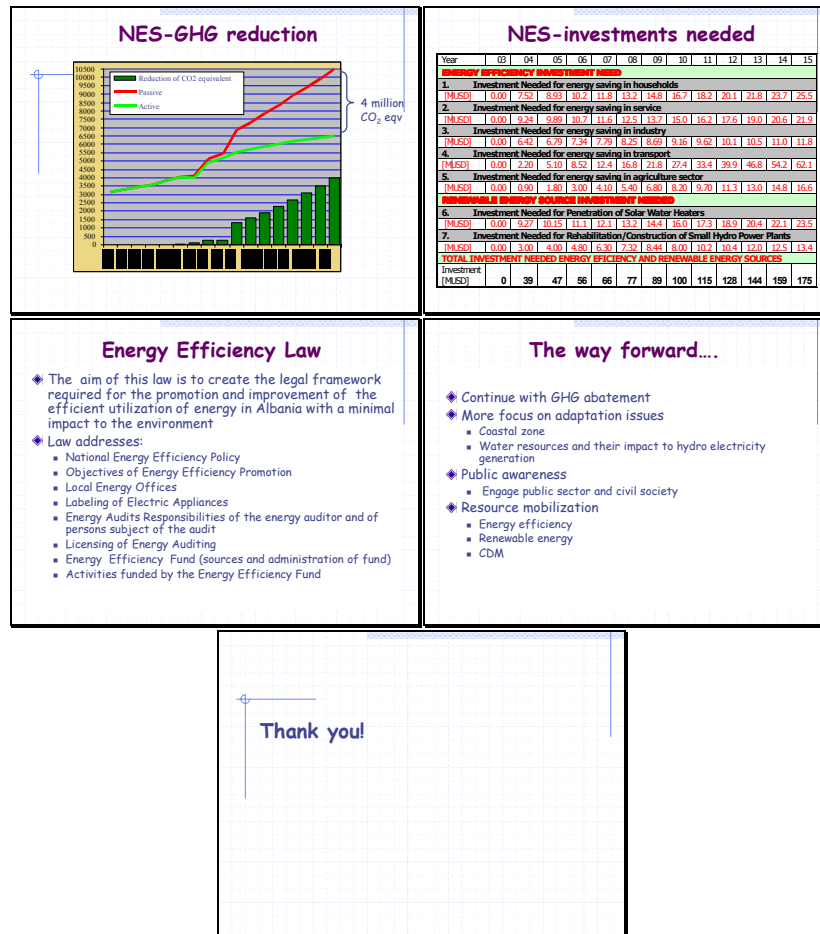 NES-GHG reduction
10500
10000
9500
9000
8500
8000
7500
7000
6500
6000
5500
5000
4500
4000
3500
3000
2500
2000
1500
1000
500
0
Reduction of CO2 equivalent
Passive
Active
4 million
CO2 eqv
NES-investments needed
Year 03 04 05 06 07 08 09 10 11 12 13 14 15
ENERGY EFFICIENCY INVESTMENT NEED
1. Investment Needed for energy saving in households
[MUSD] 0.00 7.52 8.93 10.2 11.8 13.2 14.8 16.7 18.2 20.1 21.8 23.7 25.5
2. Investment Needed for energy saving in service
[MUSD] 0.00 9.24 9.89 10.7 11.6 12.5 13.7 15.0 16.2 17.6 19.0 20.6 21.9
3. Investment Needed for energy saving in industry
[MUSD] 0.00 6.42 6.79 7.34 7.79 8.25 8.69 9.16 9.62 10.1 10.5 11.0 11.8
4. Investment Needed for energy saving in transport
[MUSD] 0.00 2.20 5.10 8.52 12.4 16.8 21.8 27.4 33.4 39.9 46.8 54.2 62.1
5. Investment Needed for energy saving in agriculture sector
[MUSD] 0.00 0.90 1.80 3.00 4.10 5.40 6.80 8.20 9.70 11.3 13.0 14.8 16.6
RENEWABLE ENERGY SOURCE INVESTMENT NEEDED
6. Investment Needed for Penetration of Solar Water Heaters
[MUSD] 0.00 9.27 10.15 11.1 12.1 13.2 14.4 16.0 17.3 18.9 20.4 22.1 23.5
7. Investment Needed for Rehabilitation/Construction of Small Hydro Power Plants
[MUSD] 0.00 3.00 4.00 4.80 6.30 7.32 8.44 8.00 10.2 10.4 12.0 12.5 13.4
TOTAL INVESTMENT NEEDED ENERGY EFICIENCY AND RENEWABLE ENERGY SOURCES
Investment
[MUSD] 0 39 47 56 66 77 89 100 115 128 144 159 175
Energy Efficiency Law
The aim of this law is to create the legal framework
required for the promotion and improvement of the
efficient utilization of energy in Albania with a minimal
impact to the environment
Law addresses:
National Energy Efficiency Policy
Objectives of Energy Efficiency Promotion
Local Energy Offices
Labeling of Electric Appliances
Energy Audits Responsibilities of the energy auditor and of
persons subject of the audit
Licensing of Energy Auditing
Energy Efficiency Fund (sources and administration of fund)
Activities funded by the Energy Efficiency Fund
The way forward....
Continue with GHG abatement
More focus on adaptation issues
Coastal zone
Water resources and their impact to hydro electricity
generation
Public awareness
Engage public sector and civil society
Resource mobilization
Energy efficiency
Renewable energy
CDM
Thank you!